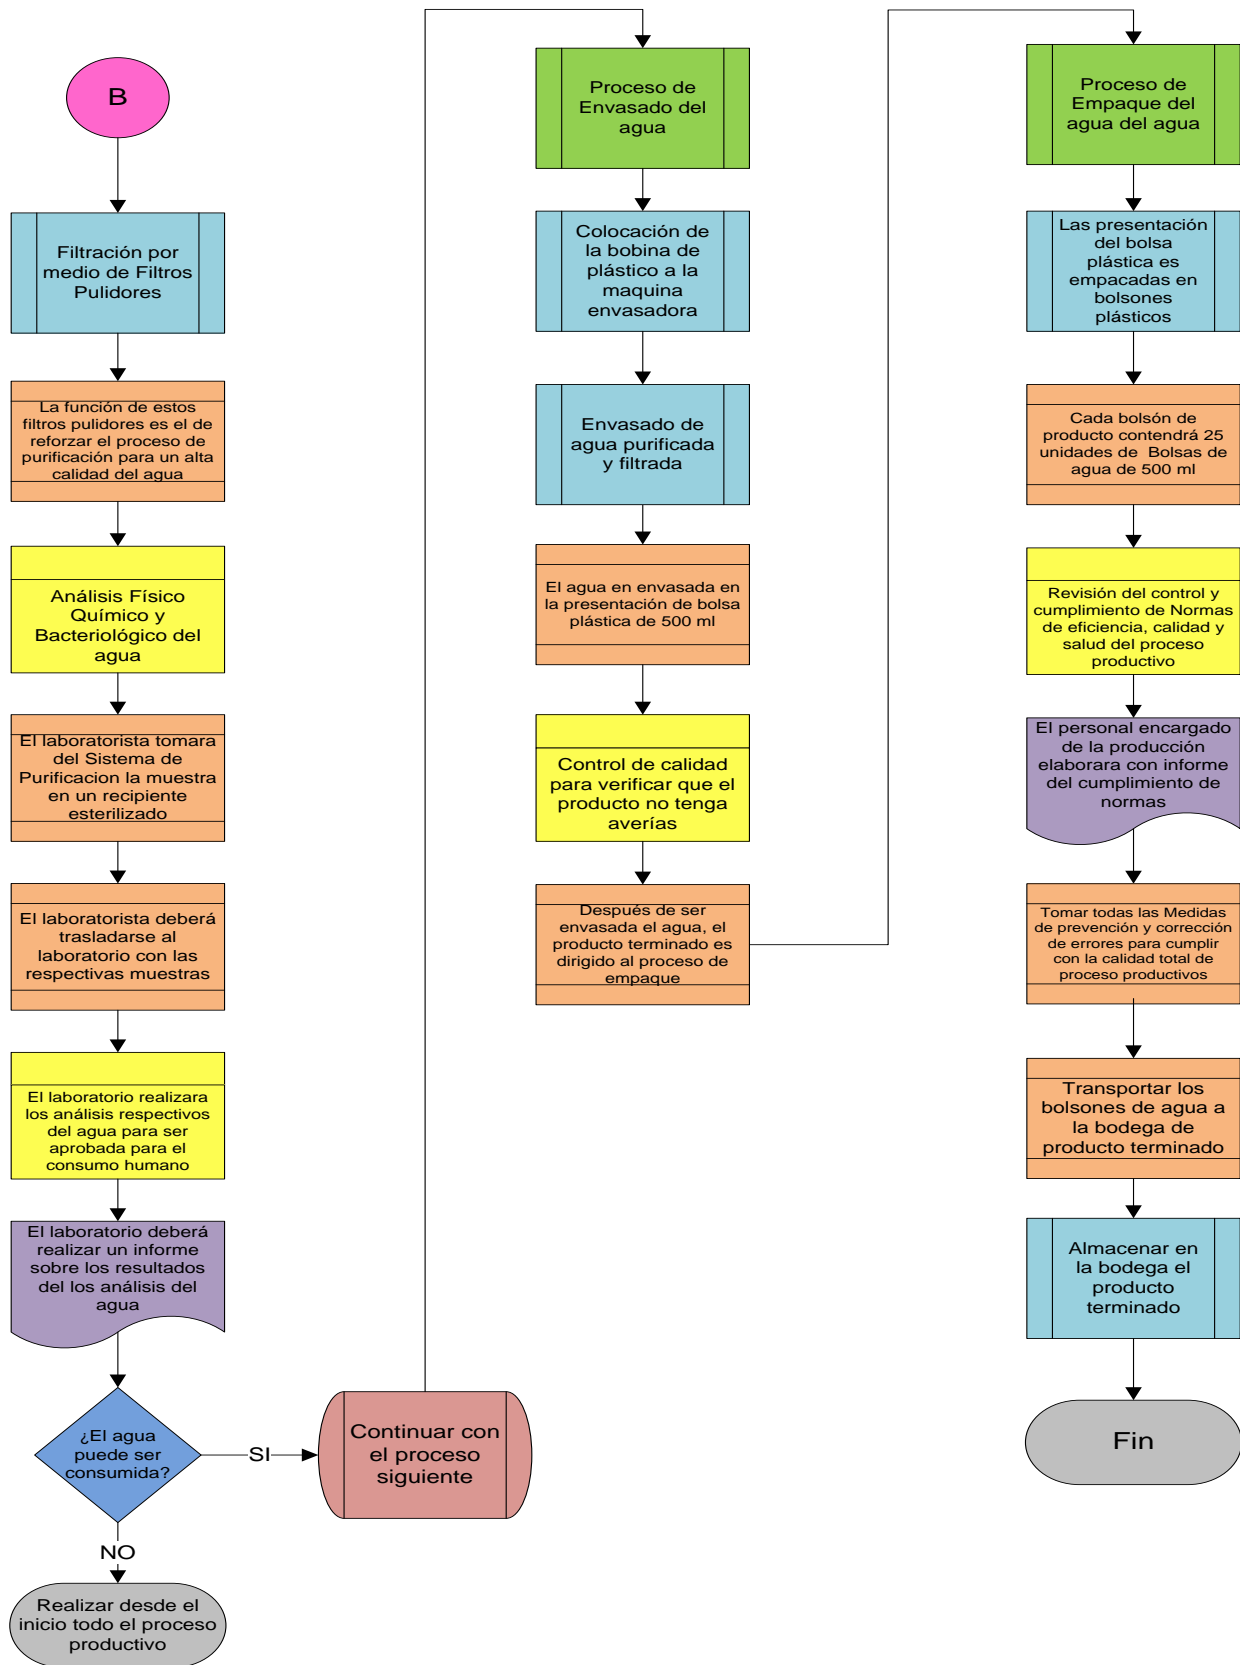 B
Filtración por
medio de Filtros
Pulidores
La función de estos
filtros pulidores es el de
reforzar el proceso de
purificación para un alta
calidad del agua
Análisis Físico
Químico y
Bacteriológico del
agua
El laboratorista tomara
del Sistema de
Purificacion la muestra
en un recipiente
esterilizado
El laboratorista deberá
trasladarse al
laboratorio con las
respectivas muestras
El laboratorio realizara
los análisis respectivos
del agua para ser
aprobada para el
consumo humano
El laboratorio deberá
realizar un informe
sobre los resultados
del los análisis del
agua
¿El agua
puede ser
consumida?
SI
NO
Realizar desde el
inicio todo el proceso
productivo
Continuar con
el proceso
siguiente
Proceso de
Envasado del
agua
Colocación de
la bobina de
plástico a la
maquina
envasadora
Envasado de
agua purificada
y filtrada
El agua en envasada en
la presentación de bolsa
plástica de 500 ml
Control de calidad
para verificar que el
producto no tenga
averías
Después de ser
envasada el agua, el
producto terminado es
dirigido al proceso de
empaque
Proceso de
Empaque del
agua del agua
Las presentación
del bolsa
plástica es
empacadas en
bolsones
plásticos
Cada bolsón de
producto contendrá 25
unidades de Bolsas de
agua de 500 ml
Revisión del control y
cumplimiento de Normas
de eficiencia, calidad y
salud del proceso
productivo
El personal encargado
de la producción
elaborara con informe
del cumplimiento de
normas
Tomar todas las Medidas
de prevención y corrección
de errores para cumplir
con la calidad total de
proceso productivos
Transportar los
bolsones de agua a
la bodega de
producto terminado
Almacenar en
la bodega el
producto
terminado
Fin